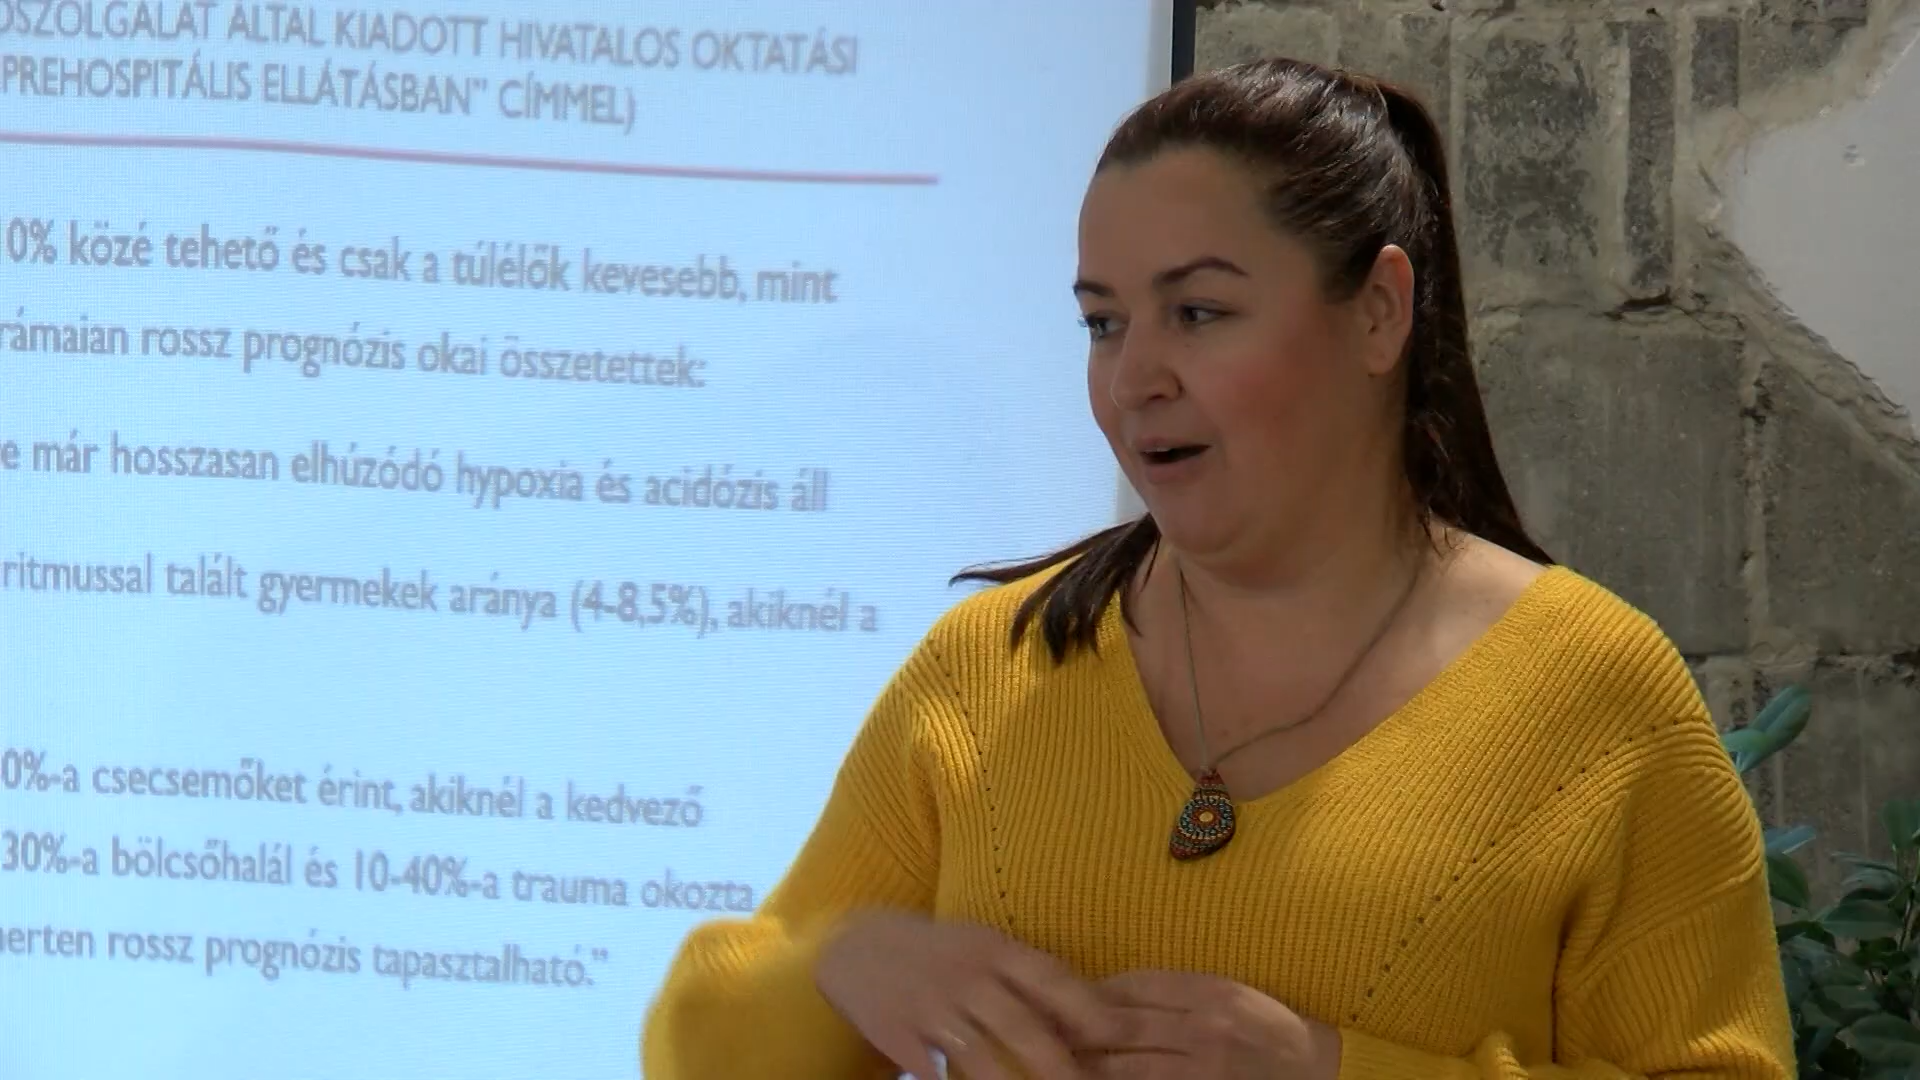 OSZOLGÁLAT ÁLTAL KIADOTT HIVATALOS OKTATÁSI
PREHOSPITÁLIS ELLÁTÁSBAN" CÍMMEL)
0% közé tehető és csak a túlélők kevesebb, mint
rámaian rossz prognózis okai összetettek:
e már hosszasan elhúzódó hypoxia és acidózis áll
ritmussal talált gyermekek aránya (4-8,5%), akiknél a
0%-a csecsemőket érint, akiknél a kedvező
30%-a bölcsőhalál és 10-40%-a trauma okozta
erten rossz prognózis tapasztalható."